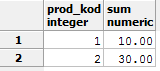 prod_kod sum
integer numeric
1 1 10.00
2 2 30.00